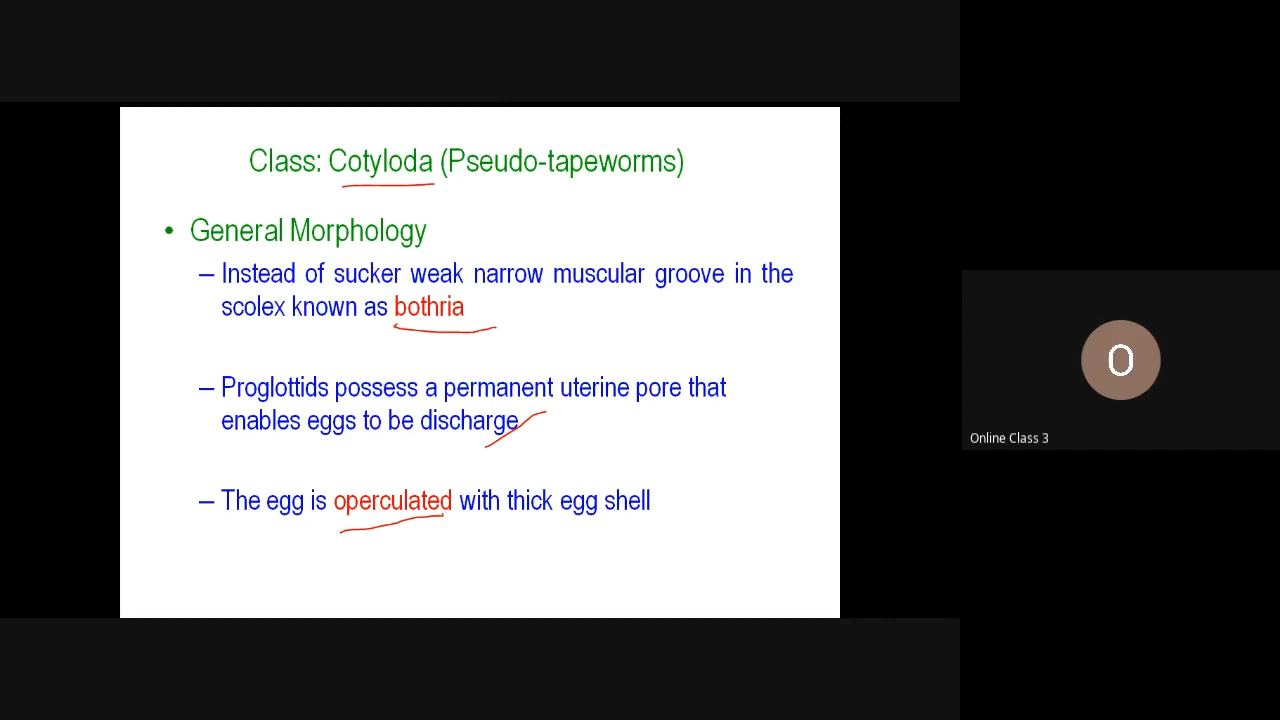 Class: Cotyloda (Pseudo-tapeworms)
• General Morphology
– Instead of sucker weak narrow muscular groove in the
scolex known as bothria
– Proglottids possess a permanent uterine pore that
enables eggs to be discharge
– The egg is operculated with thick egg shell
O
Online Class 3